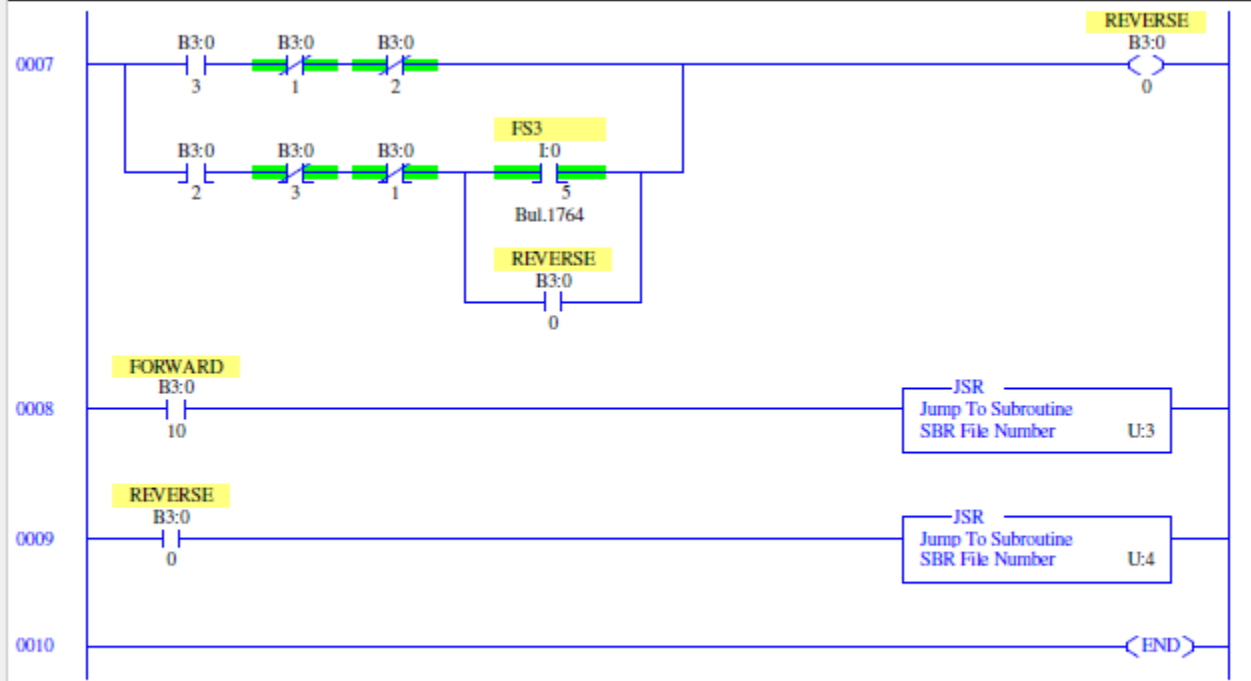 REVERSE
B3:0 B3:0 B3:0 B3:0
0007
3 1 2 0
FS3
B3:0 B3:0 B3:0 I:0
2 3 1 5
Bul.1764
REVERSE
B3:0
0
FORWARD
B3:0 JSR
0008 Jump To Subroutine
10 SBR File Number U:3
REVERSE
B3:0 JSR
0009 Jump To Subroutine
0 SBR File Number U:4
0010 END